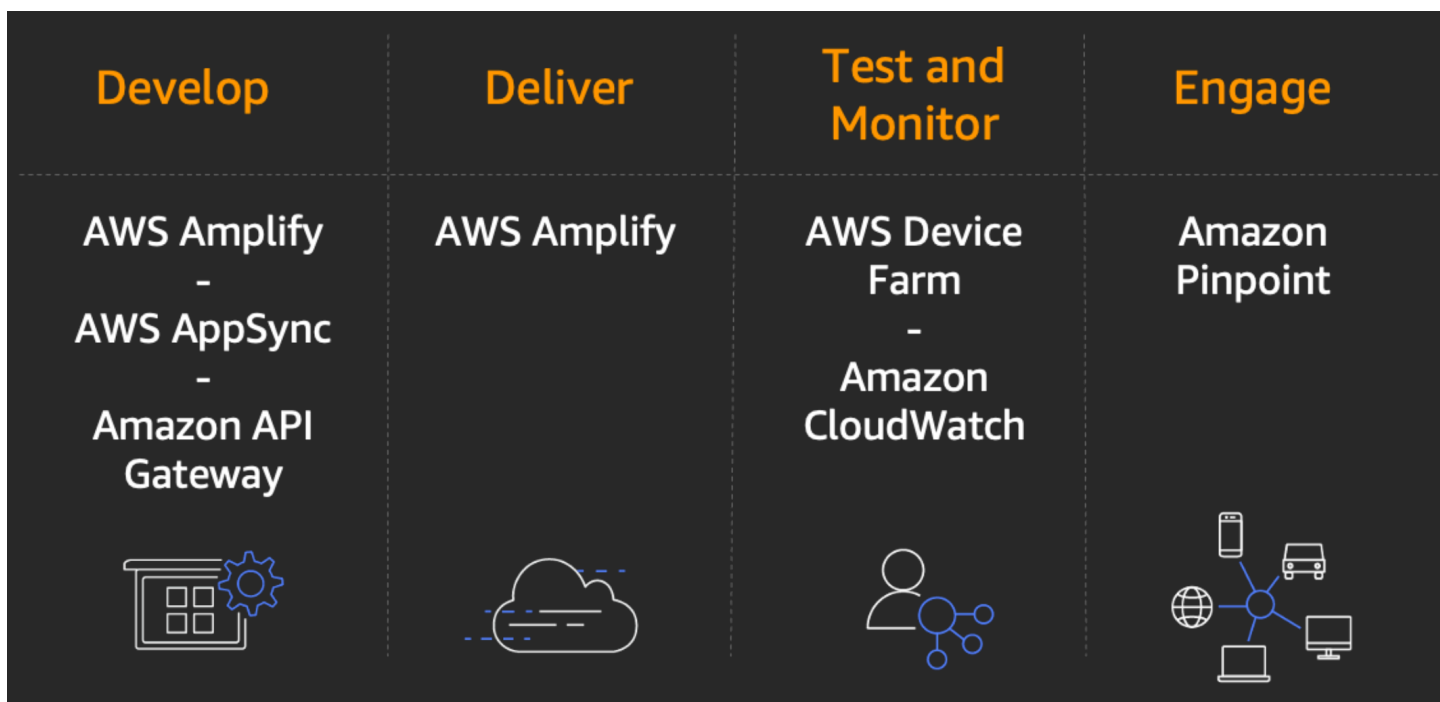 Develop
Deliver
Test and
Monitor
Engage
AWS Amplify
-
AWS AppSync
-
Amazon API
Gateway
AWS Amplify
AWS Device
Farm
-
Amazon
CloudWatch
Amazon
Pinpoint